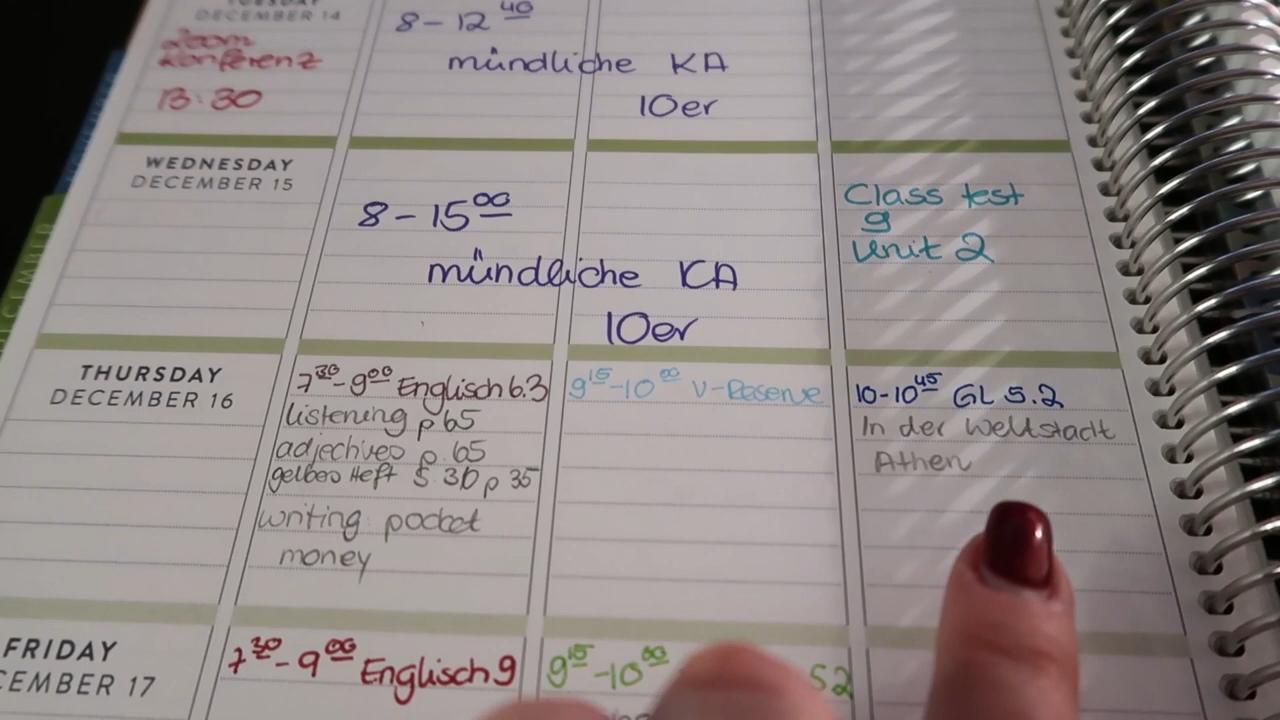 TUESDAY
DECEMBER 14
Zoom
Konferenz
13:30
8-12 40
mündliche KA
10er
WEDNESDAY
DECEMBER 15
8-15 00
mündliche KA
10er
Class test
9
Unit 2
THURSDAY
DECEMBER 16
7 30 - 9 00 Englisch 6.3
listening p 65
adjectives p. 65
gelbes Heft S. 30 p 35
writing pocket
money
9 15 - 10 00 V-Reserve
10-10 45 GL 5.2
In der Weltstadt
Athen
FRIDAY
CEMBER 17
7 30 - 9 00 Englisch 9
9 15 - 10 00
52